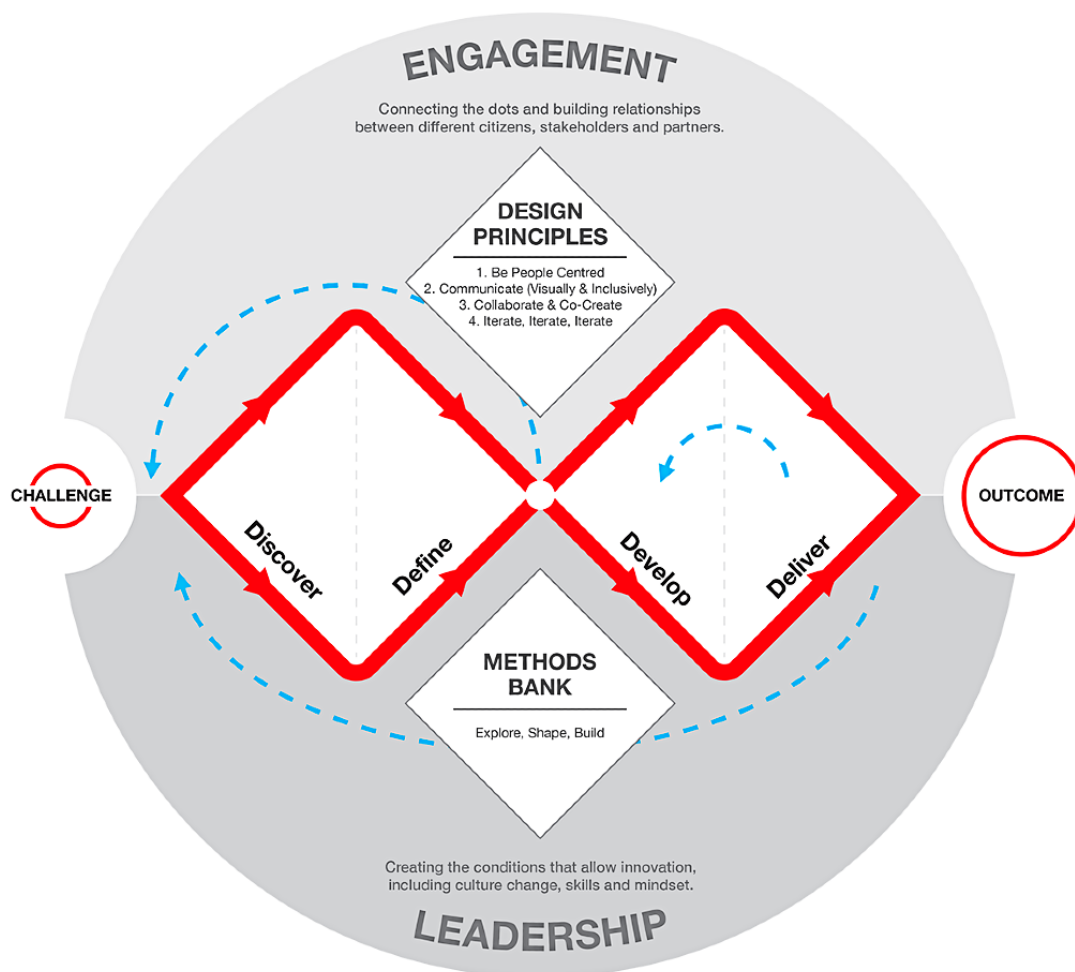 ENGAGEMENT
Connecting the dots and building relationships
between different citizens, stakeholders and partners.
DESIGN
PRINCIPLES
1. Be People Centred
2. Communicate (Visually & Inclusively)
3. Collaborate & Co-Create
4. Iterate, Iterate, Iterate
CHALLENGE
Discover
Define
Develop
Deliver
OUTCOME
METHODS
BANK
Explore, Shape, Build
Creating the conditions that allow innovation,
including culture change, skills and mindset.
LEADERSHIP